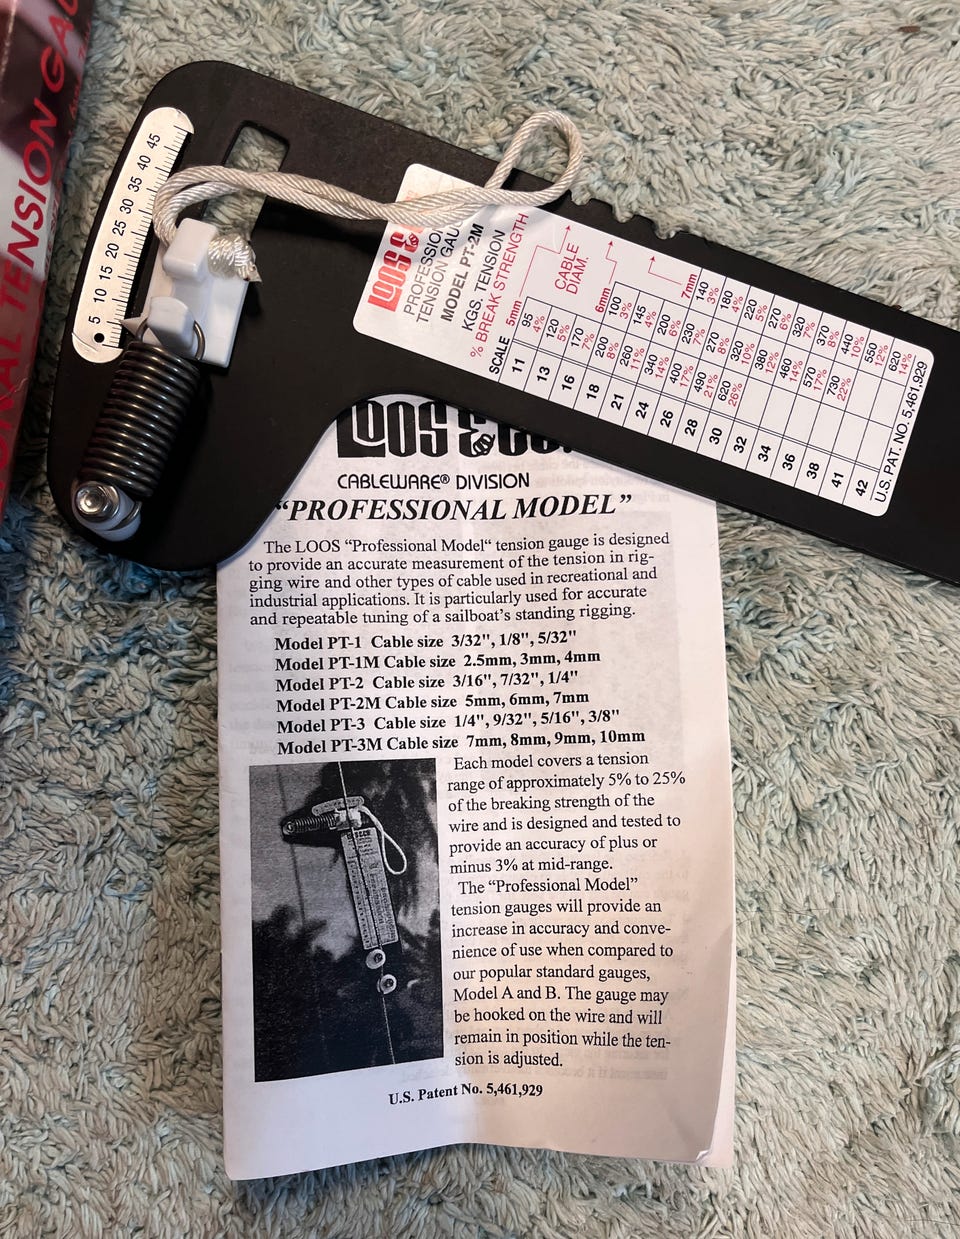 ONAL TENSION GAU
5 10 15 20 25 30 35 40 45
LOOS &
PROFESSION
TENSION GAU
MODEL PT-2M
KGS. TENSION
% BREAK STRENGTH
CABLE
DIAM.
SCALE 5mm 6mm 7mm
11 95 4%
13 120 5%
16 170 7%
18 200 8% 100 3%
21 260 11% 145 4%
24 340 14% 200 6%
26 400 17% 230 7% 140 3%
28 490 21% 270 8% 180 4%
30 620 26% 320 10% 220 5%
32 380 12% 270 6%
34 460 14% 320 7%
36 570 17% 370 8%
38 730 22% 440 10%
41 550 12%
42 620 14%
U.S. PAT. NO. 5,461,929
LOOS & CO.
CABLEWARE® DIVISION
“PROFESSIONAL MODEL”
The LOOS “Professional Model“ tension gauge is designed
to provide an accurate measurement of the tension in rig-
ging wire and other types of cable used in recreational and
industrial applications. It is particularly used for accurate
and repeatable tuning of a sailboat's standing rigging.
Model PT-1 Cable size 3/32", 1/8", 5/32"
Model PT-1M Cable size 2.5mm, 3mm, 4mm
Model PT-2 Cable size 3/16", 7/32", 1/4"
Model PT-2M Cable size 5mm, 6mm, 7mm
Model PT-3 Cable size 1/4", 9/32", 5/16", 3/8"
Model PT-3M Cable size 7mm, 8mm, 9mm, 10mm
Each model covers a tension
range of approximately 5% to 25%
of the breaking strength of the
wire and is designed and tested to
provide an accuracy of plus or
minus 3% at mid-range.
The “Professional Model”
tension gauges will provide an
increase in accuracy and conve-
nience of use when compared to
our popular standard gauges,
Model A and B. The gauge may
be hooked on the wire and will
remain in position while the ten-
sion is adjusted.
U.S. Patent No. 5,461,929